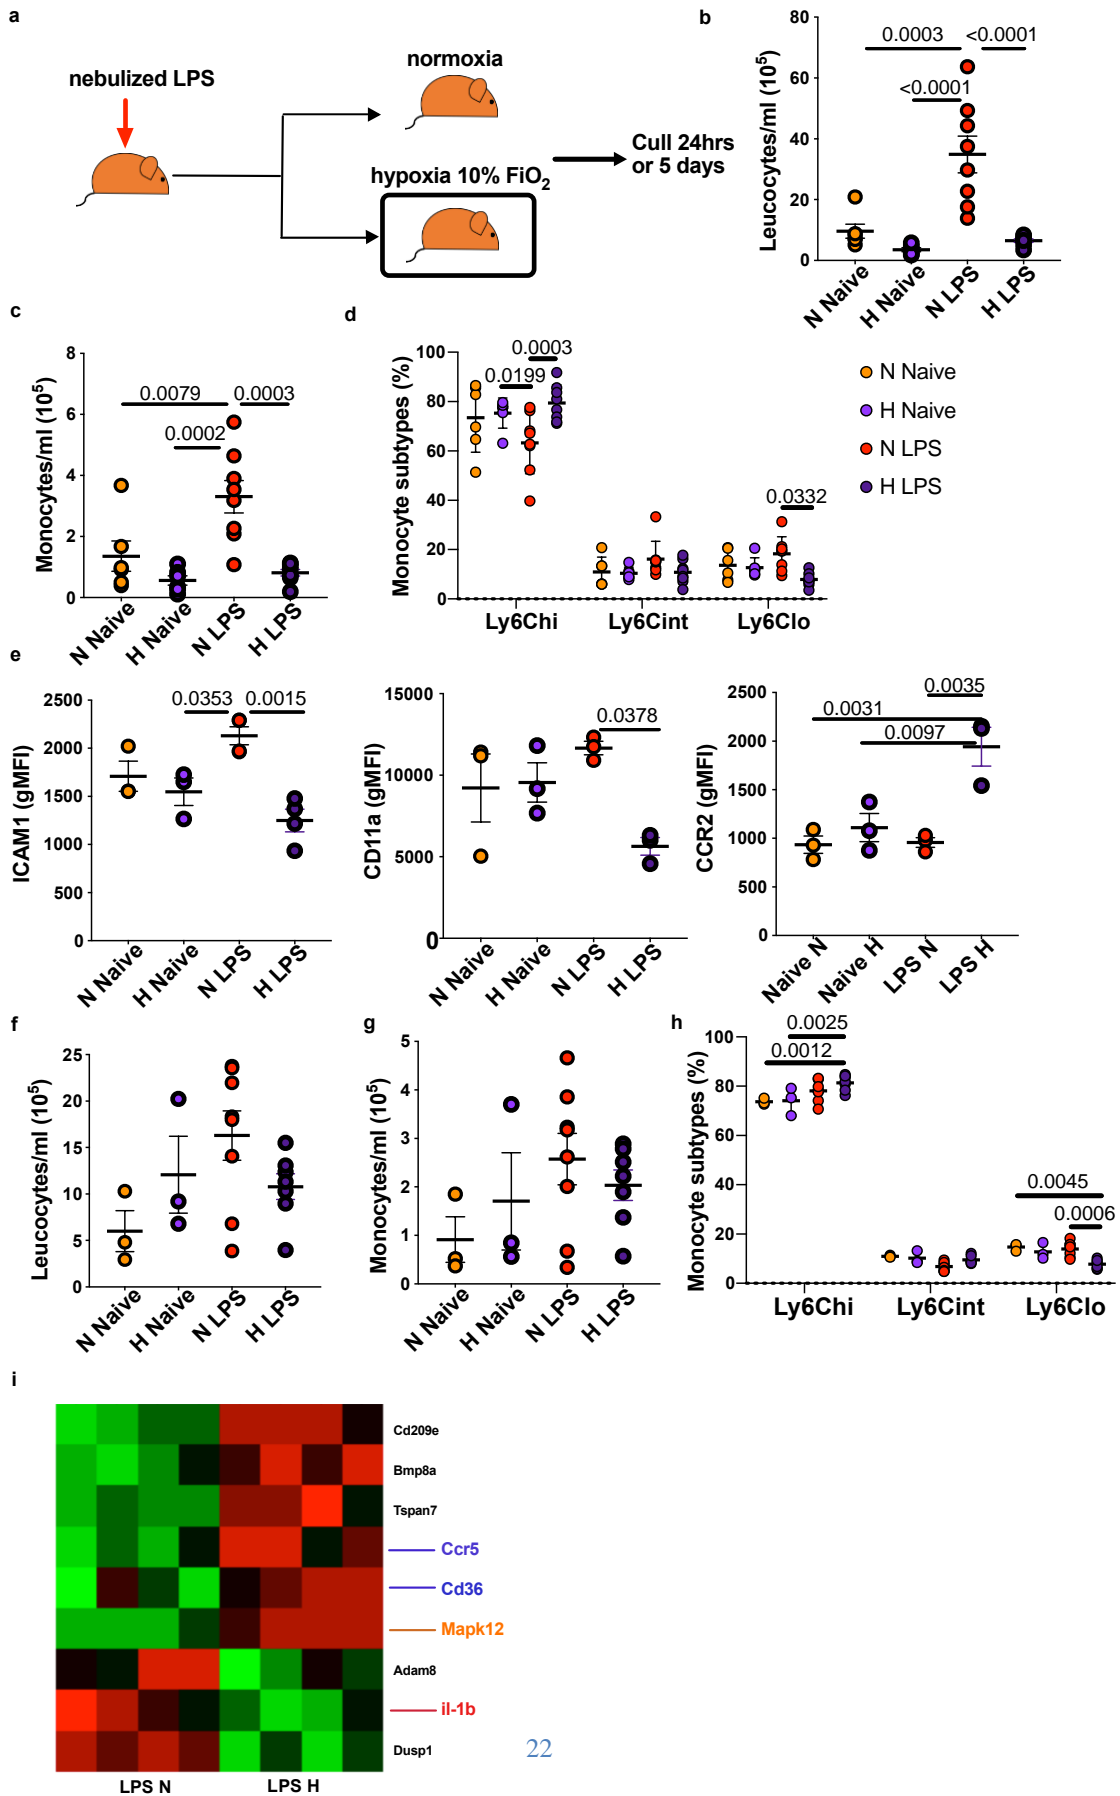 a
nebulized LPS
normoxia
hypoxia 10% FiO2
Cull 24hrs
or 5 days
b
Leucocytes/ml (10^5)
80
60
40
20
0
0.0003
<0.0001
<0.0001
N Naive
H Naive
N LPS
H LPS
c
Monocytes/ml (10^5)
8
6
4
2
0
0.0079
0.0003
0.0002
N Naive
H Naive
N LPS
H LPS
d
Monocyte subtypes (%)
100
80
60
40
20
0
0.0003
0.0199
0.0332
Ly6Chi
Ly6Cint
Ly6Clo
N Naive
H Naive
N LPS
H LPS
e
ICAM1 (gMFI)
2500
2000
1500
1000
500
0
0.0353
0.0015
N Naive
H Naive
N LPS
H LPS
CD11a (gMFI)
15000
10000
5000
0
0.0378
N Naive
H Naive
N LPS
H LPS
CCR2 (gMFI)
2500
2000
1500
1000
500
0
0.0035
0.0031
0.0097
Naive N
Naive H
LPS N
LPS H
f
Leucocytes/ml (10^5)
25
20
15
10
5
0
N Naive
H Naive
N LPS
H LPS
g
Monocytes/ml (10^5)
5
4
3
2
1
0
N Naive
H Naive
N LPS
H LPS
h
Monocyte subtypes (%)
100
80
60
40
20
0
0.0025
0.0012
0.0045
0.0006
Ly6Chi
Ly6Cint
Ly6Clo
i
Cd209e
Bmp8a
Tspan7
Ccr5
Cd36
Mapk12
Adam8
il-1b
Dusp1
LPS N
LPS H
22